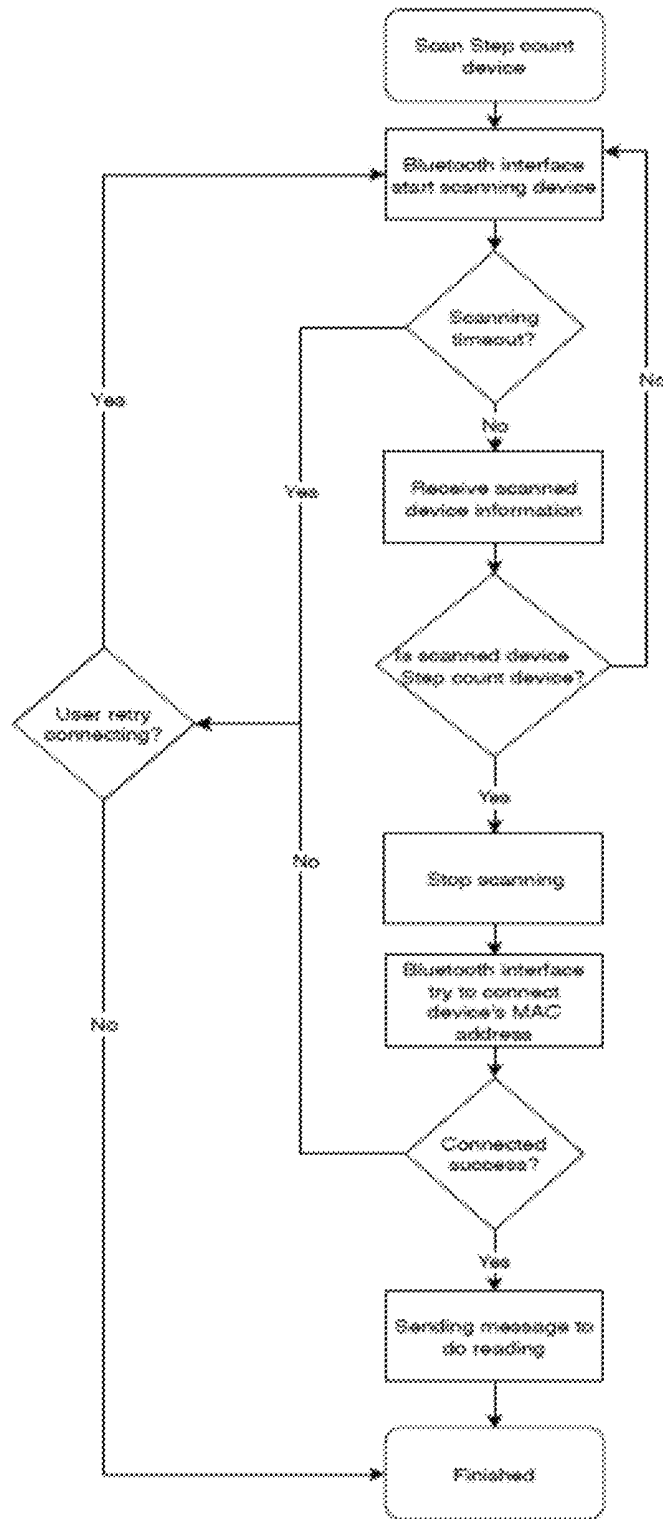 Scan Step count
device
Bluetooth interface
start scanning device
Scanning
timeout?
No
Yes
No
Yes
Receive scanned
device information
Is scanned device
Step count device?
User retry
connecting?
Yes
No
Stop scanning
Bluetooth interface
try to connect
device's MAC
address
No
Connected
success?
Yes
Sending message to
do reading
Finished